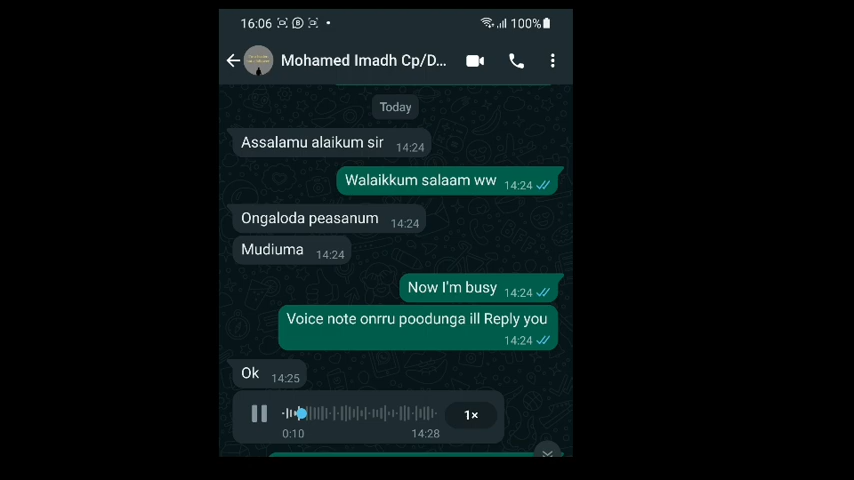 16:06 100%
Mohamed Imadh Cp/D...
Today
Assalamu alaikum sir 14:24
Walaikkum salaam ww 14:24
Ongaloda peasanum 14:24
Mudiuma 14:24
Now I'm busy 14:24
Voice note onrru poodunga ill Reply you
14:24
Ok 14:25
1×
0:10 14:28